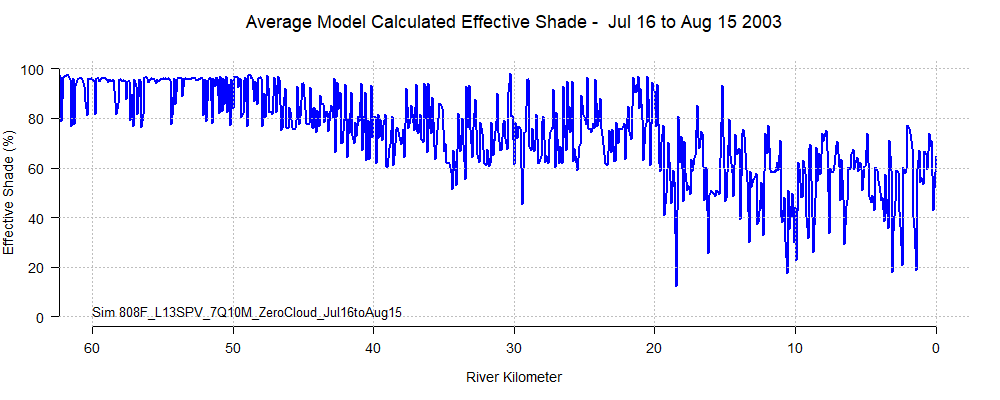 Average Model Calculated Effective Shade -  Jul 16 to Aug 15 2003
Effective Shade (%)
100
80
60
40
20
0
Sim 808F_L13SPV_7Q10M_ZeroCloud_Jul16toAug15
60 50 40 30 20 10 0
River Kilometer